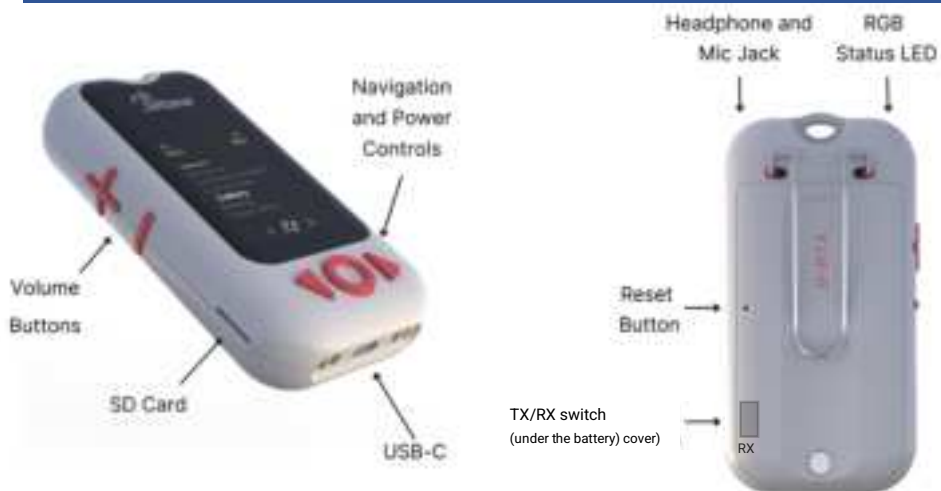 Navigation
and Power
Controls
Volume
Buttons
SD Card
USB-C
Headphone and
Mic Jack
RGB
Status LED
Reset
Button
TX/RX switch
(under the battery) cover)
RX